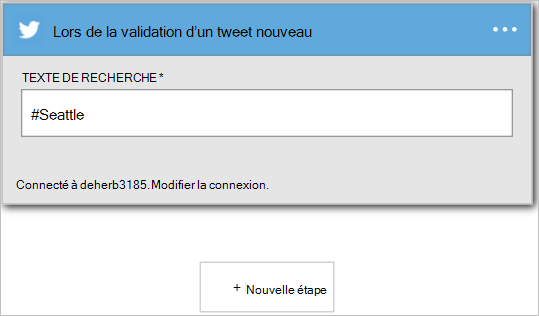 Lors de la validation d'un tweet nouveau
TEXTE DE RECHERCHE *
#Seattle
Connecté à deherb3185. Modifier la connexion.
+ Nouvelle étape